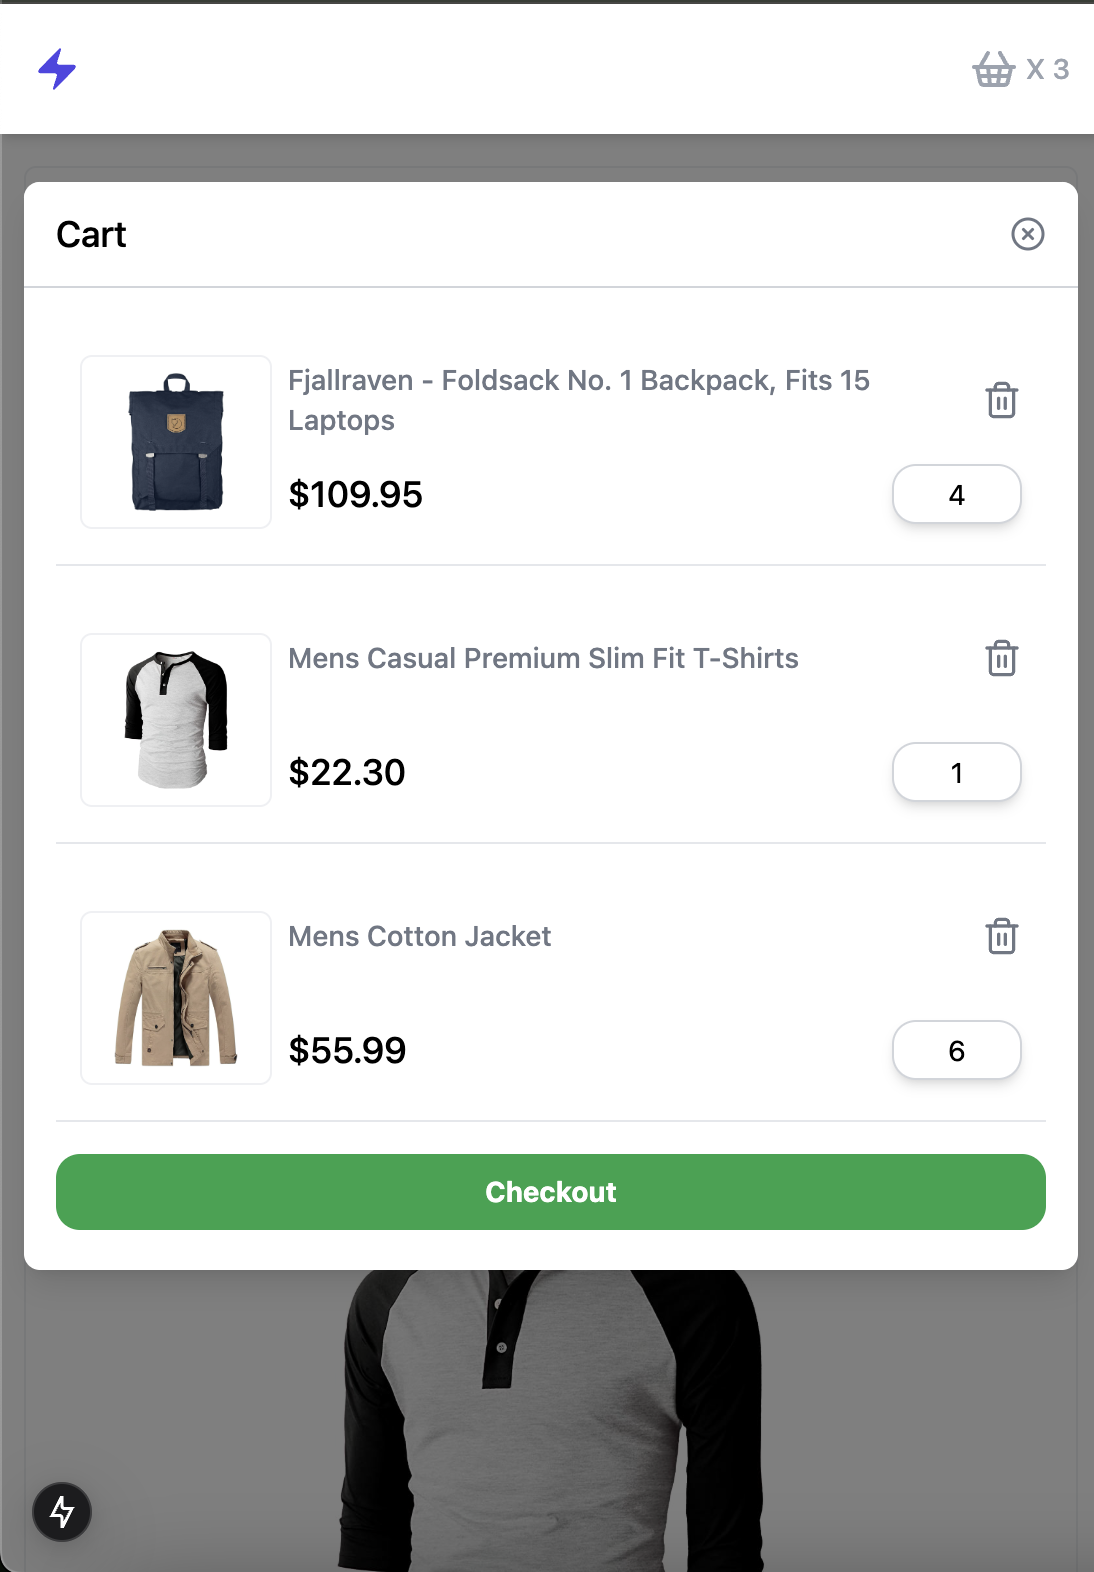 X 3
Cart
Fjallraven - Foldsack No. 1 Backpack, Fits 15
Laptops
$109.95
4
Mens Casual Premium Slim Fit T-Shirts
$22.30
1
Mens Cotton Jacket
$55.99
6
Checkout